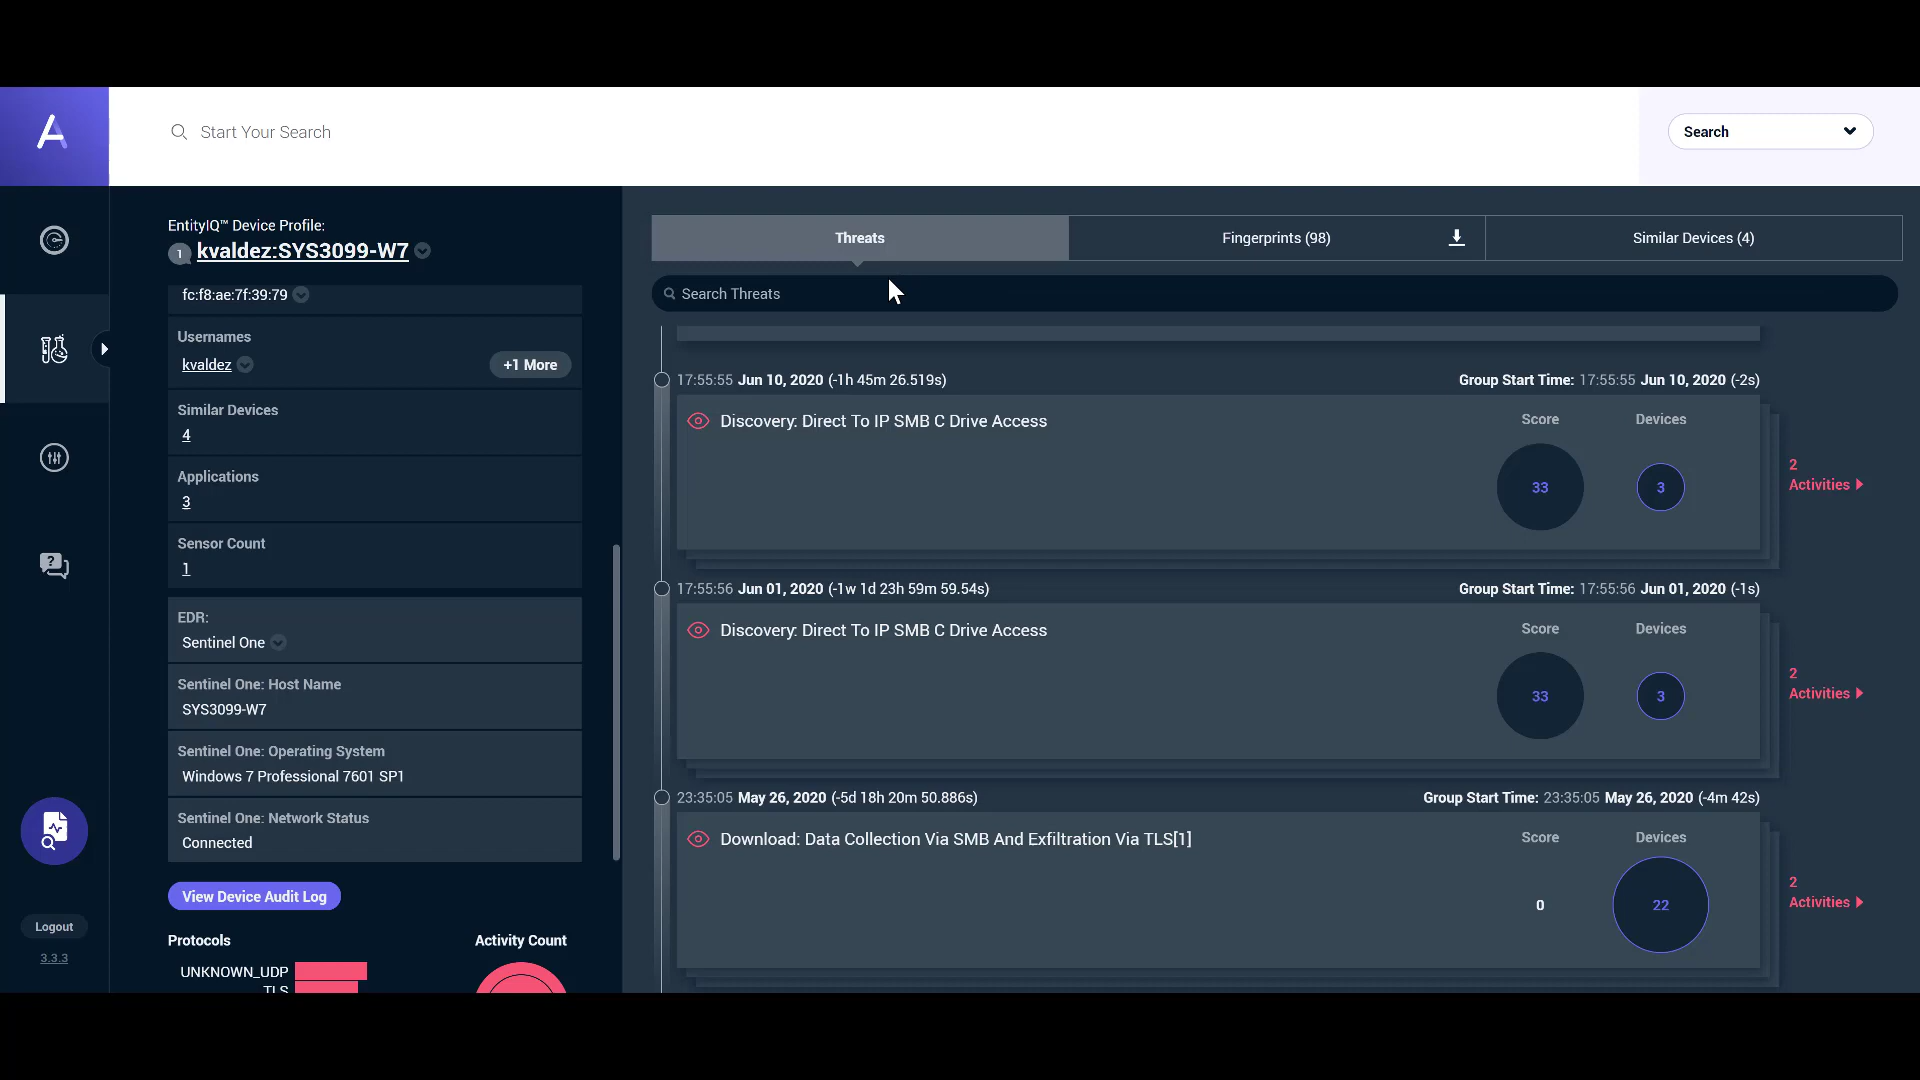 Start Your Search
Search
EntityIQ™ Device Profile:
1 kvaldez:SYS3099-W7
fc:f8:ae:7f:39:79
Usernames
kvaldez
+1 More
Similar Devices
4
Applications
3
Sensor Count
1
EDR:
Sentinel One
Sentinel One: Host Name
SYS3099-W7
Sentinel One: Operating System
Windows 7 Professional 7601 SP1
Sentinel One: Network Status
Connected
View Device Audit Log
Protocols
Activity Count
UNKNOWN_UDP
TLS
Logout
3.3.3
Threats
Fingerprints (98)
Similar Devices (4)
Search Threats
17:55:55 Jun 10, 2020 (-1h 45m 26.519s)
Group Start Time: 17:55:55 Jun 10, 2020 (-2s)
Discovery: Direct To IP SMB C Drive Access
Score
Devices
33
3
2
Activities
17:55:56 Jun 01, 2020 (-1w 1d 23h 59m 59.54s)
Group Start Time: 17:55:56 Jun 01, 2020 (-1s)
Discovery: Direct To IP SMB C Drive Access
Score
Devices
33
3
2
Activities
23:35:05 May 26, 2020 (-5d 18h 20m 50.886s)
Group Start Time: 23:35:05 May 26, 2020 (-4m 42s)
Download: Data Collection Via SMB And Exfiltration Via TLS[1]
Score
Devices
0
22
2
Activities